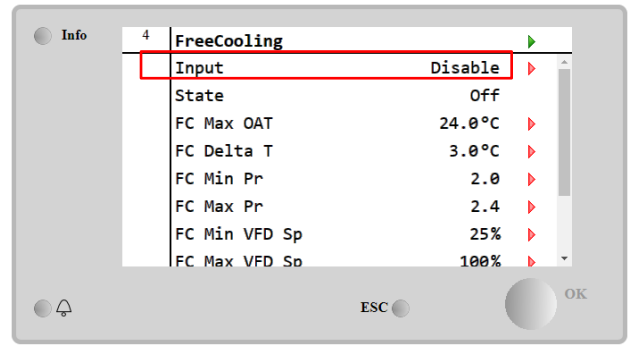 Info
4 FreeCooling
Input Disable
State Off
FC Max OAT 24.0°C
FC Delta T 3.0°C
FC Min Pr 2.0
FC Max Pr 2.4
FC Min VFD Sp 25%
FC Max VFD Sp 100%
ESC
OK